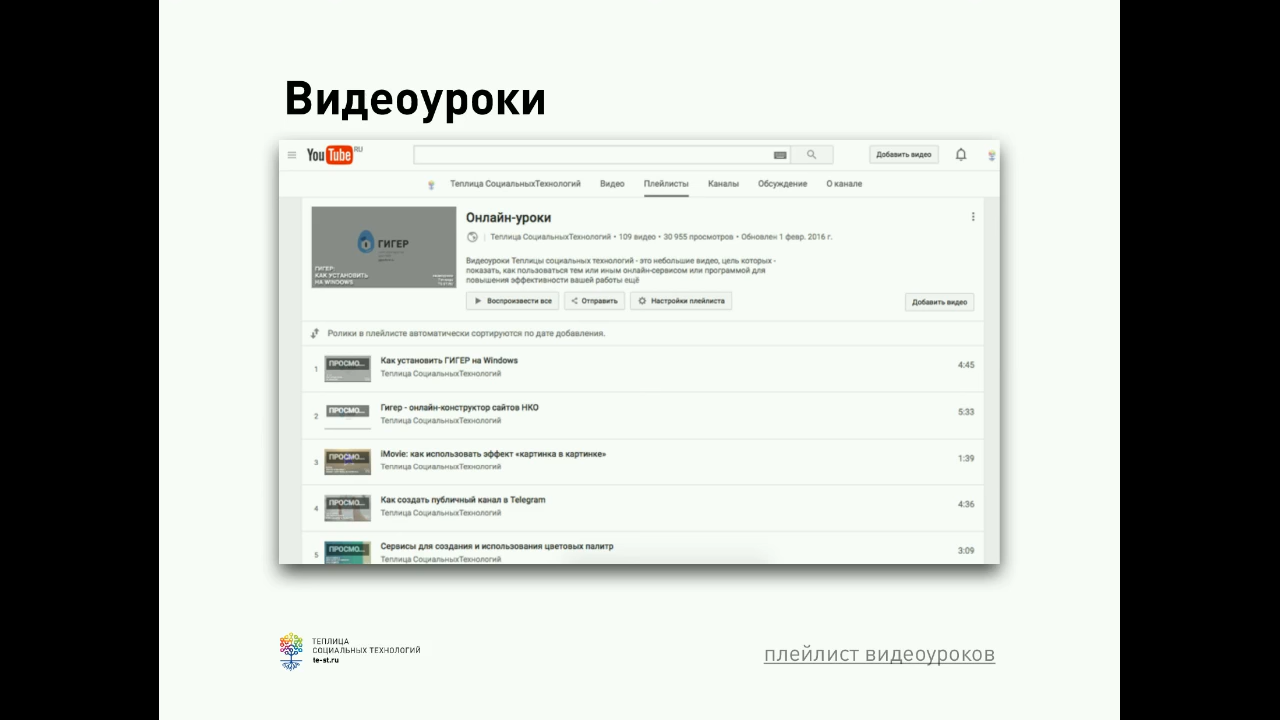 Видеоуроки
YouTube RU
Добавить видео
Теплица СоциальныхТехнологий Видео Плейлисты Каналы Обсуждение О канале
Онлайн-уроки
Теплица СоциальныхТехнологий • 109 видео • 30 955 просмотров • Обновлен 1 февр. 2016 г.
ГИГЕР
ГИГЕР:
КАК УСТАНОВИТЬ
НА WINDOWS
Видеоуроки Теплицы социальных технологий - это небольшие видео, цель которых -
показать, как пользоваться тем или иным онлайн-сервисом или программой для
повышения эффективности вашей работы ещё
Воспроизвести все Отправить Настройки плейлиста Добавить видео
Ролики в плейлисте автоматически сортируются по дате добавления.
1 ПРОСМО... Как установить ГИГЕР на Windows 4:45
Теплица СоциальныхТехнологий
2 ПРОСМО... Гигер - онлайн-конструктор сайтов НКО 5:33
Теплица СоциальныхТехнологий
3 ПРОСМО... iMovie: как использовать эффект «картинка в картинке» 1:39
Теплица СоциальныхТехнологий
4 ПРОСМО... Как создать публичный канал в Telegram 4:36
Теплица СоциальныхТехнологий
5 ПРОСМО... Сервисы для создания и использования цветовых палитр 3:09
Теплица СоциальныхТехнологий
ТЕПЛИЦА
СОЦИАЛЬНЫХ ТЕХНОЛОГИЙ
te-st.ru
плейлист видеоуроков